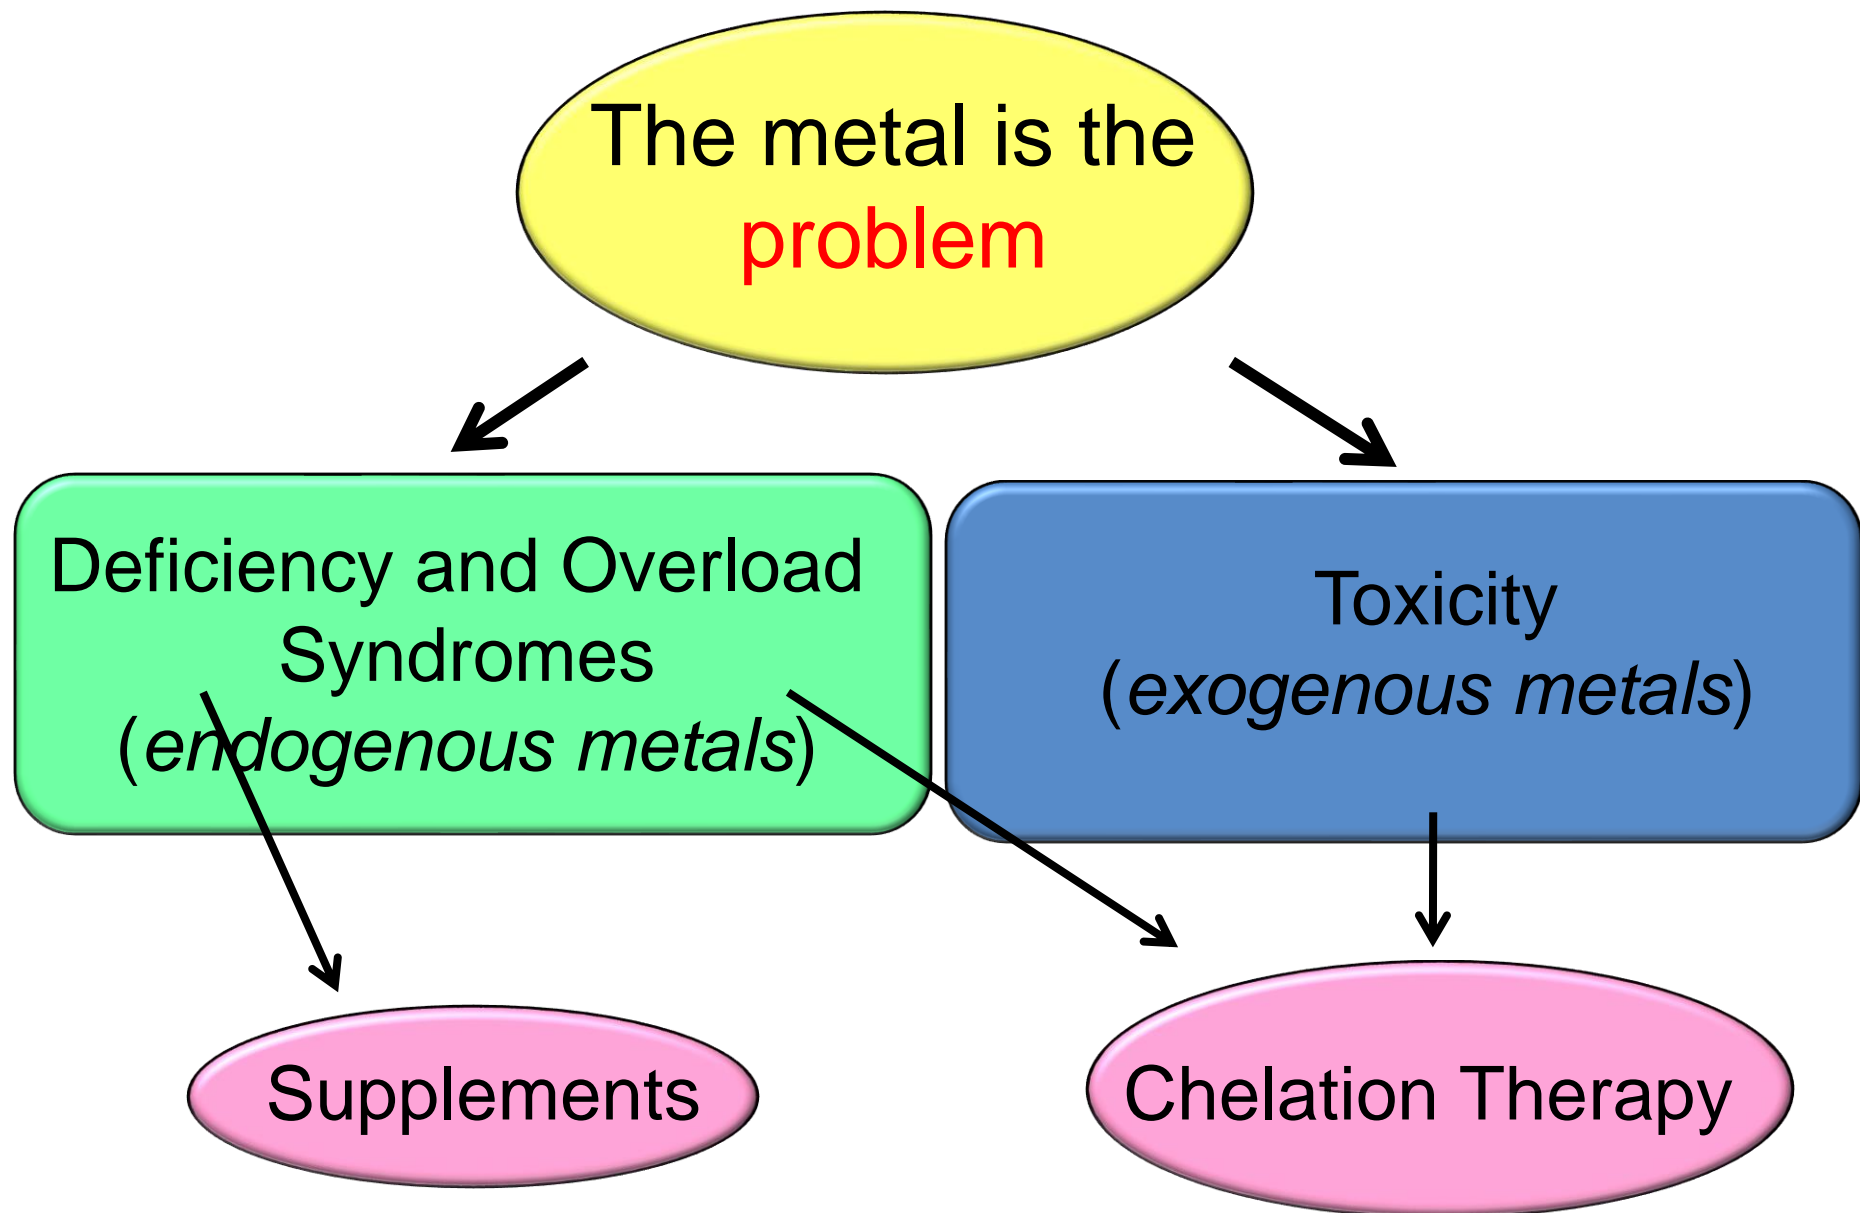 The metal is the
problem
Deficiency and Overload
Syndromes
(endogenous metals)
Toxicity
(exogenous metals)
Supplements
Chelation Therapy